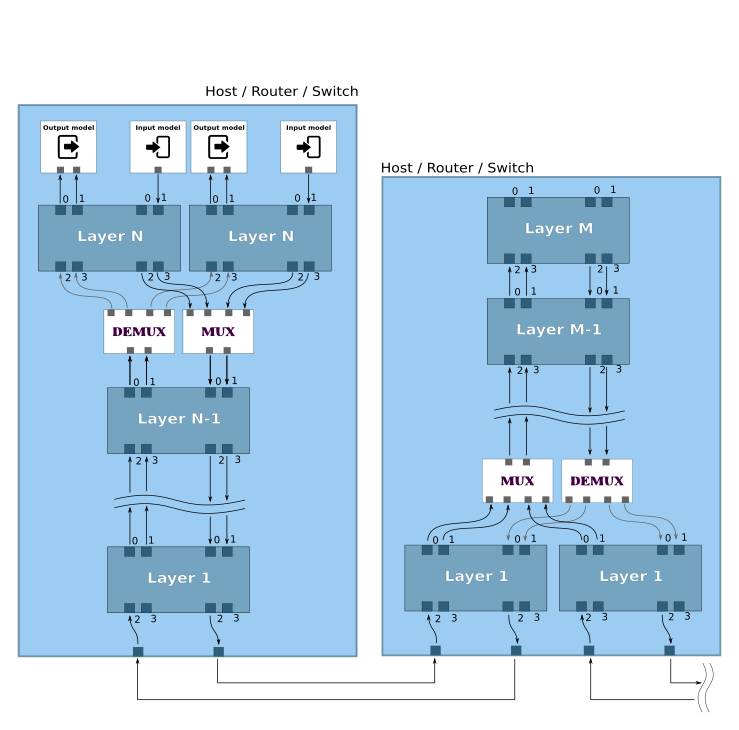 Host / Router / Switch
Output model
Input model
Output model
Input model
0 1 0 1 0 1 0 1
Layer N
Layer N
2 3 2 3 2 3 2 3
DEMUX
MUX
0 1 0 1
Layer N-1
2 3 2 3
0 1 0 1
Layer 1
2 3 2 3
Host / Router / Switch
0 1 0 1
Layer M
2 3 2 3
0 1 0 1
Layer M-1
2 3 2 3
MUX
DEMUX
0 1 0 1 0 1 0 1
Layer 1
Layer 1
2 3 2 3 2 3 2 3